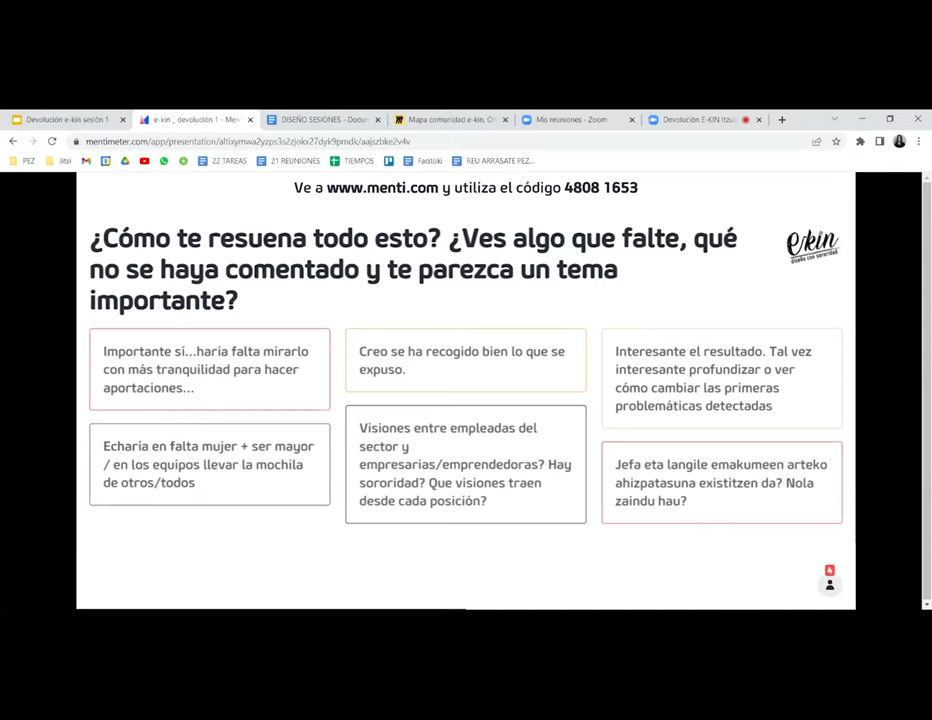 Devolución e-kin sesión 1
e-kin _ devolución 1 - Men
DISEÑO SESIONES - Docum
Mapa comunidad e-kin, On
Mis reuniones - Zoom
Devolución E-KIN Itzulp
mentimeter.com/app/presentation/altixymwa2yzps3s2zjokx27dyk9pmdk/aajszbke2v4v
PEZ
Jitsi
22 TAREAS
21 REUNIONES
TIEMPOS
Facitoki
REU ARRASATE PEZ...
Ve a www.menti.com y utiliza el código 4808 1653
¿Cómo te resuena todo esto? ¿Ves algo que falte, qué
no se haya comentado y te parezca un tema
importante?
e-kin
diseño con sororidad
Importante sí...haría falta mirarlo
con más tranquilidad para hacer
aportaciones...
Echaría en falta mujer + ser mayor
/ en los equipos llevar la mochila
de otros/todos
Creo se ha recogido bien lo que se
expuso.
Visiones entre empleadas del
sector y
empresarias/emprendedoras? Hay
sororidad? Que visiones traen
desde cada posición?
Interesante el resultado. Tal vez
interesante profundizar o ver
cómo cambiar las primeras
problemáticas detectadas
Jefa eta langile emakumeen arteko
ahizpatasuna existitzen da? Nola
zaindu hau?
4